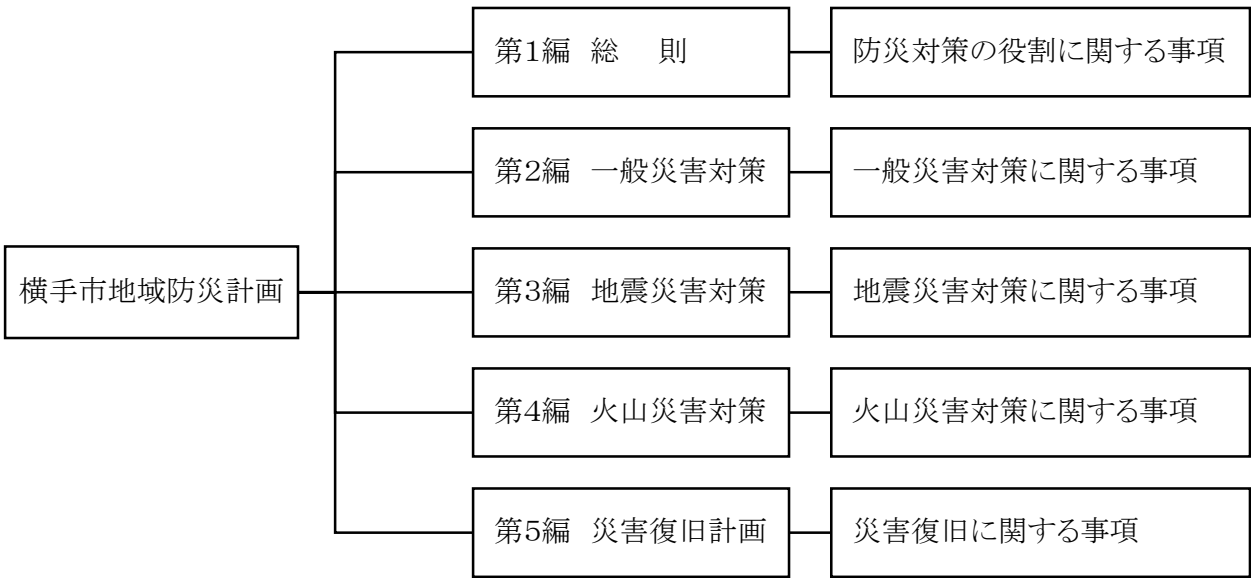 第1編 総　則
防災対策の役割に関する事項
第2編 一般災害対策
一般災害対策に関する事項
横手市地域防災計画
第3編 地震災害対策
地震災害対策に関する事項
第4編 火山災害対策
火山災害対策に関する事項
第5編 災害復旧計画
災害復旧に関する事項